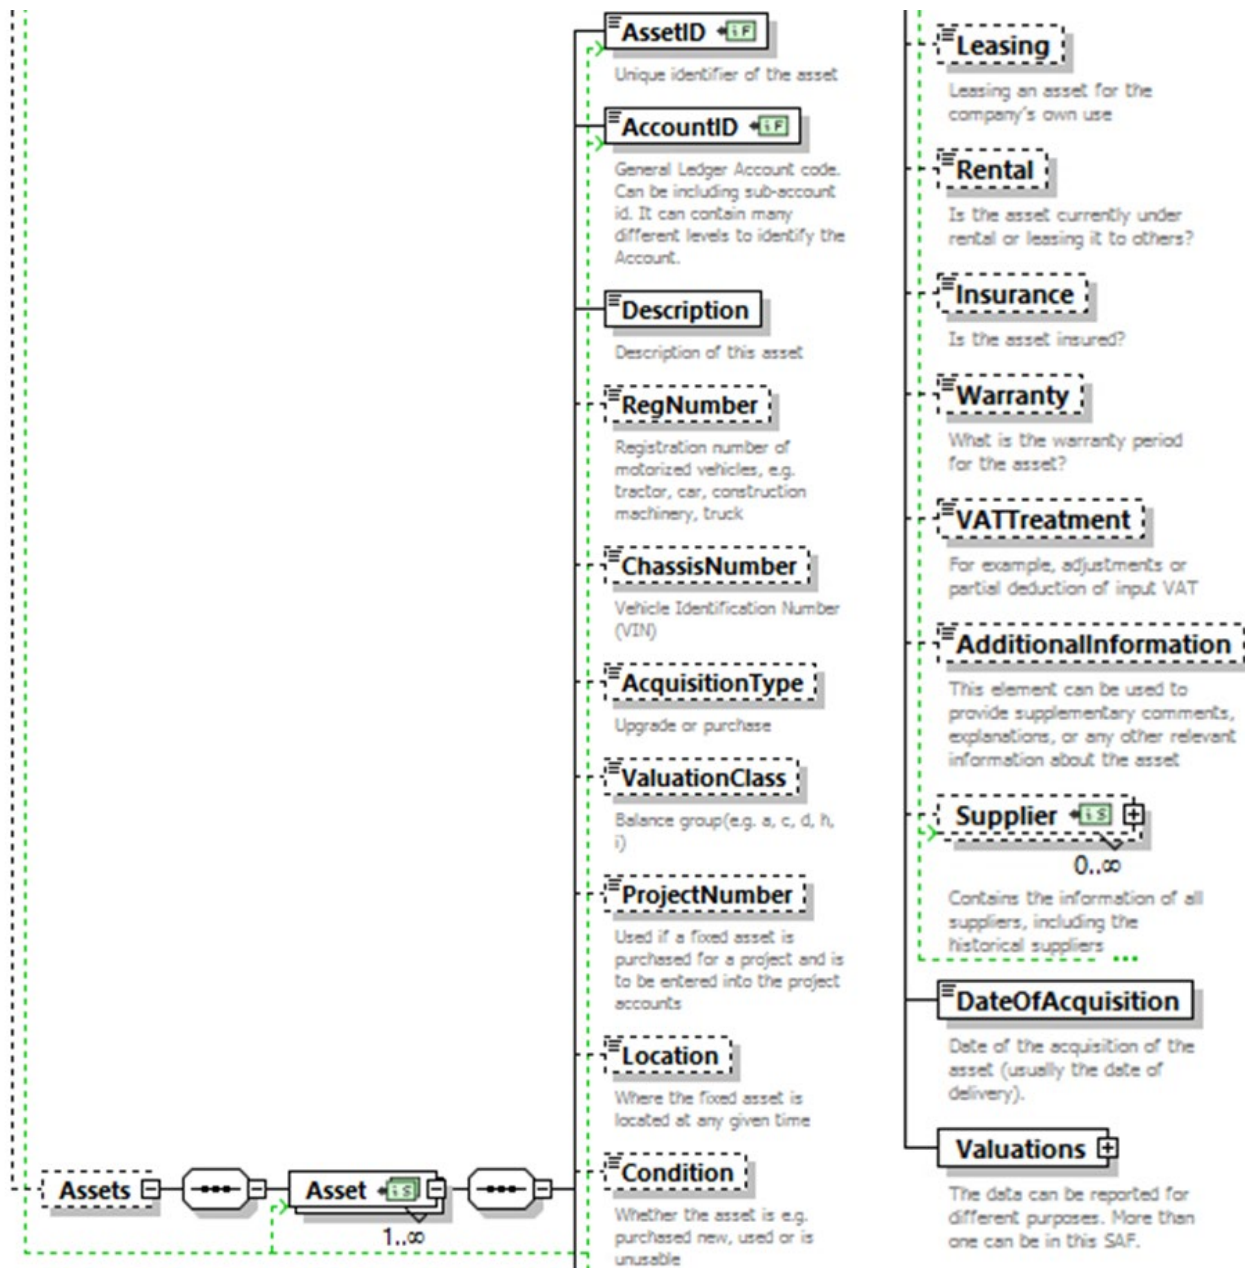 AssetID
Unique identifier of the asset
AccountID
General Ledger Account code.
Can be including sub-account
id. It can contain many
different levels to identify the
Account.
Description
Description of this asset
RegNumber
Registration number of
motorized vehicles, e.g.
tractor, car, construction
machinery, truck
ChassisNumber
Vehicle Identification Number
(VIN)
AcquisitionType
Upgrade or purchase
ValuationClass
Balance group(e.g. a, c, d, h,
i)
ProjectNumber
Used if a fixed asset is
purchased for a project and is
to be entered into the project
accounts
Location
Where the fixed asset is
located at any given time
Assets
Asset
1..∞
Condition
Whether the asset is e.g.
purchased new, used or is
unusable
Leasing
Leasing an asset for the
company's own use
Rental
Is the asset currently under
rental or leasing it to others?
Insurance
Is the asset insured?
Warranty
What is the warranty period
for the asset?
VATTreatment
For example, adjustments or
partial deduction of input VAT
AdditionalInformation
This element can be used to
provide supplementary comments,
explanations, or any other relevant
information about the asset
Supplier
0..∞
Contains the information of all
suppliers, including the
historical suppliers
DateOfAcquisition
Date of the acquisition of the
asset (usually the date of
delivery).
Valuations
The data can be reported for
different purposes. More than
one can be in this SAF.